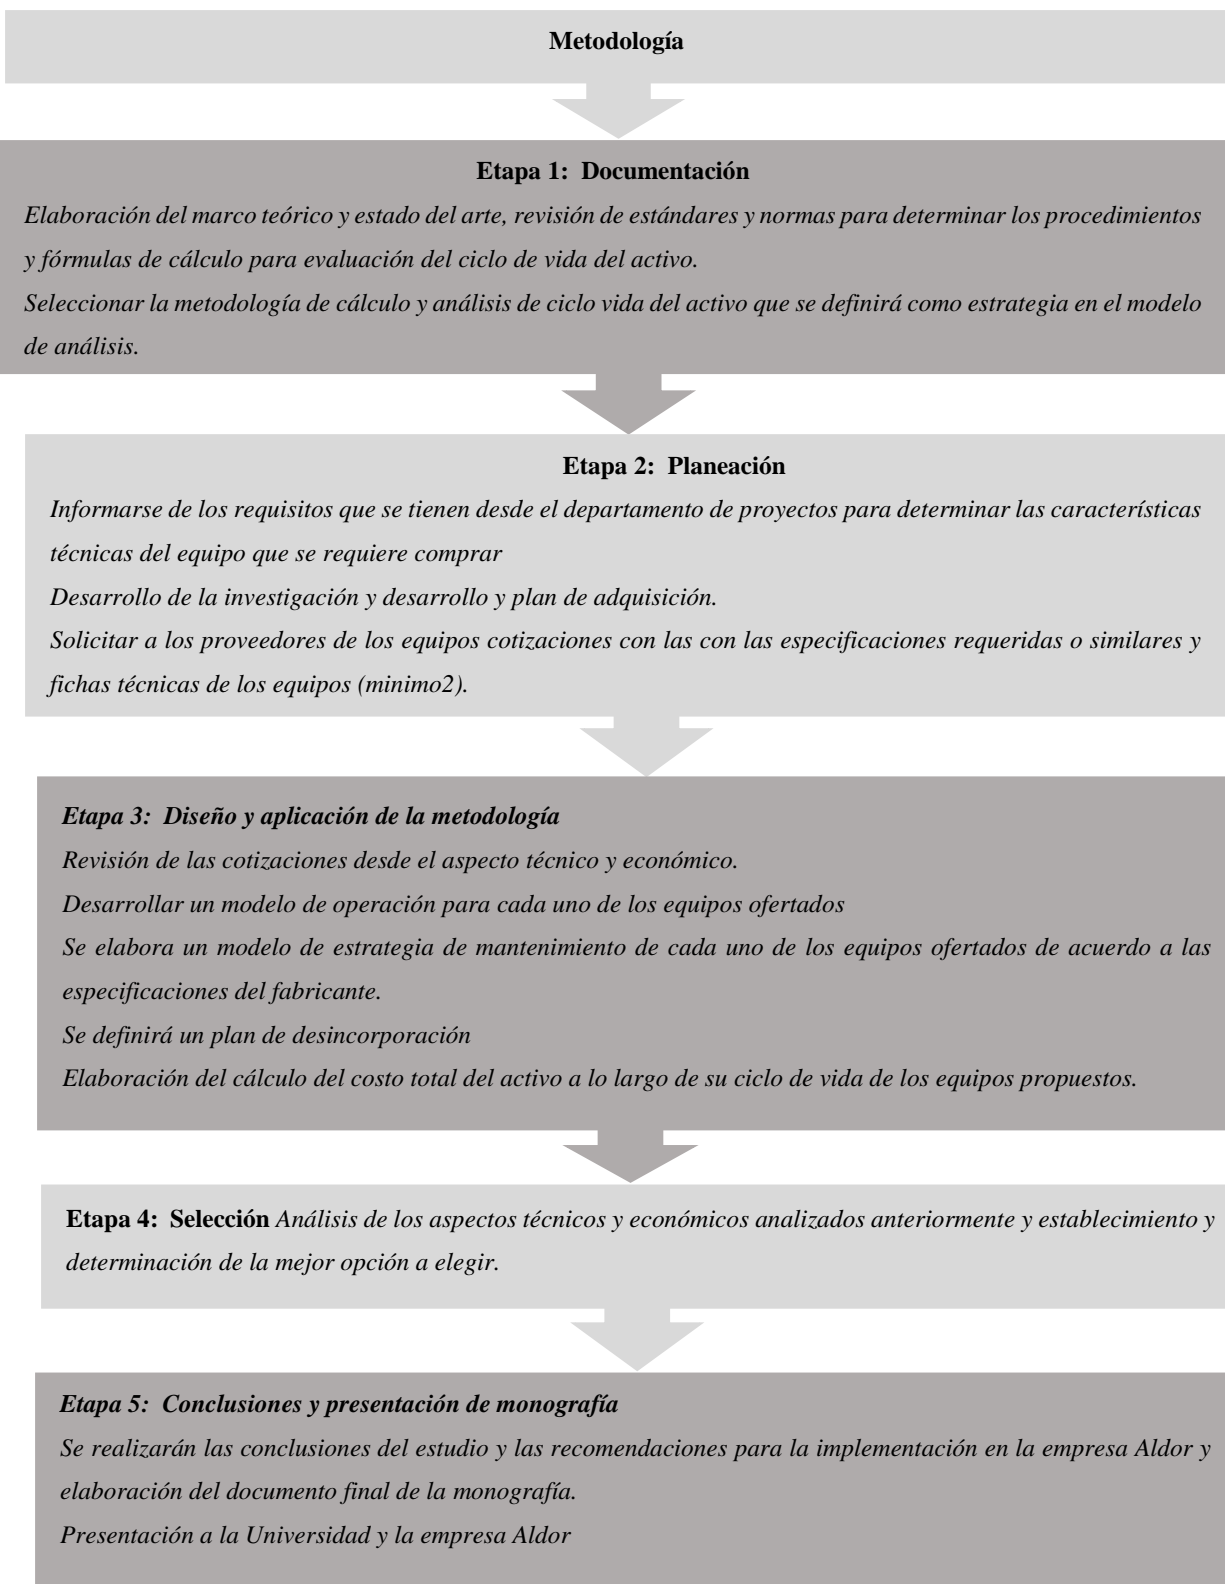 Metodología
Etapa 1: Documentación
Elaboración del marco teórico y estado del arte, revisión de estándares y normas para determinar los procedimientos
y fórmulas de cálculo para evaluación del ciclo de vida del activo.
Seleccionar la metodología de cálculo y análisis de ciclo vida del activo que se definirá como estrategia en el modelo
de análisis.
Etapa 2: Planeación
Informarse de los requisitos que se tienen desde el departamento de proyectos para determinar las características
técnicas del equipo que se requiere comprar
Desarrollo de la investigación y desarrollo y plan de adquisición.
Solicitar a los proveedores de los equipos cotizaciones con las con las especificaciones requeridas o similares y
fichas técnicas de los equipos (minimo2).
Etapa 3: Diseño y aplicación de la metodología
Revisión de las cotizaciones desde el aspecto técnico y económico.
Desarrollar un modelo de operación para cada uno de los equipos ofertados
Se elabora un modelo de estrategia de mantenimiento de cada uno de los equipos ofertados de acuerdo a las
especificaciones del fabricante.
Se definirá un plan de desincorporación
Elaboración del cálculo del costo total del activo a lo largo de su ciclo de vida de los equipos propuestos.
Etapa 4: Selección Análisis de los aspectos técnicos y económicos analizados anteriormente y establecimiento y
determinación de la mejor opción a elegir.
Etapa 5: Conclusiones y presentación de monografía
Se realizarán las conclusiones del estudio y las recomendaciones para la implementación en la empresa Aldor y
elaboración del documento final de la monografía.
Presentación a la Universidad y la empresa Aldor